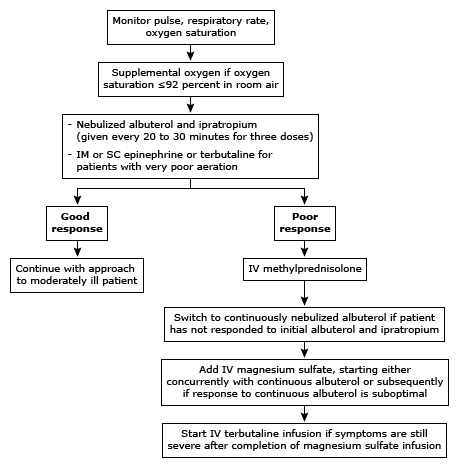 Monitor pulse, respiratory rate,
oxygen saturation
Supplemental oxygen if oxygen
saturation ≤92 percent in room air
- Nebulized albuterol and ipratropium
(given every 20 to 30 minutes for three doses)
- IM or SC epinephrine or terbutaline for
patients with very poor aeration
Good
response
Continue with approach
to moderately ill patient
Poor
response
IV methylprednisolone
Switch to continuously nebulized albuterol if patient
has not responded to initial albuterol and ipratropium
Add IV magnesium sulfate, starting either
concurrently with continuous albuterol or subsequently
if response to continuous albuterol is suboptimal
Start IV terbutaline infusion if symptoms are still
severe after completion of magnesium sulfate infusion